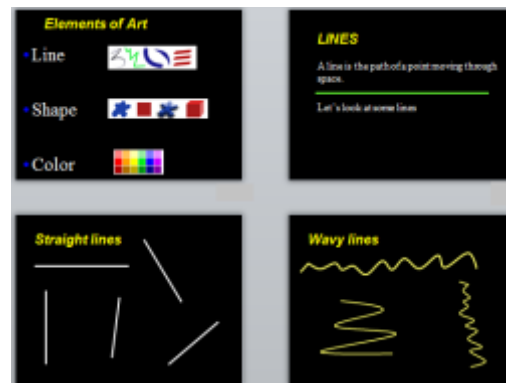 Elements of Art
Line
Shape
Color
LINES
A line is the path of a point moving through
space.
Let's look at some lines
Straight lines
Wavy lines